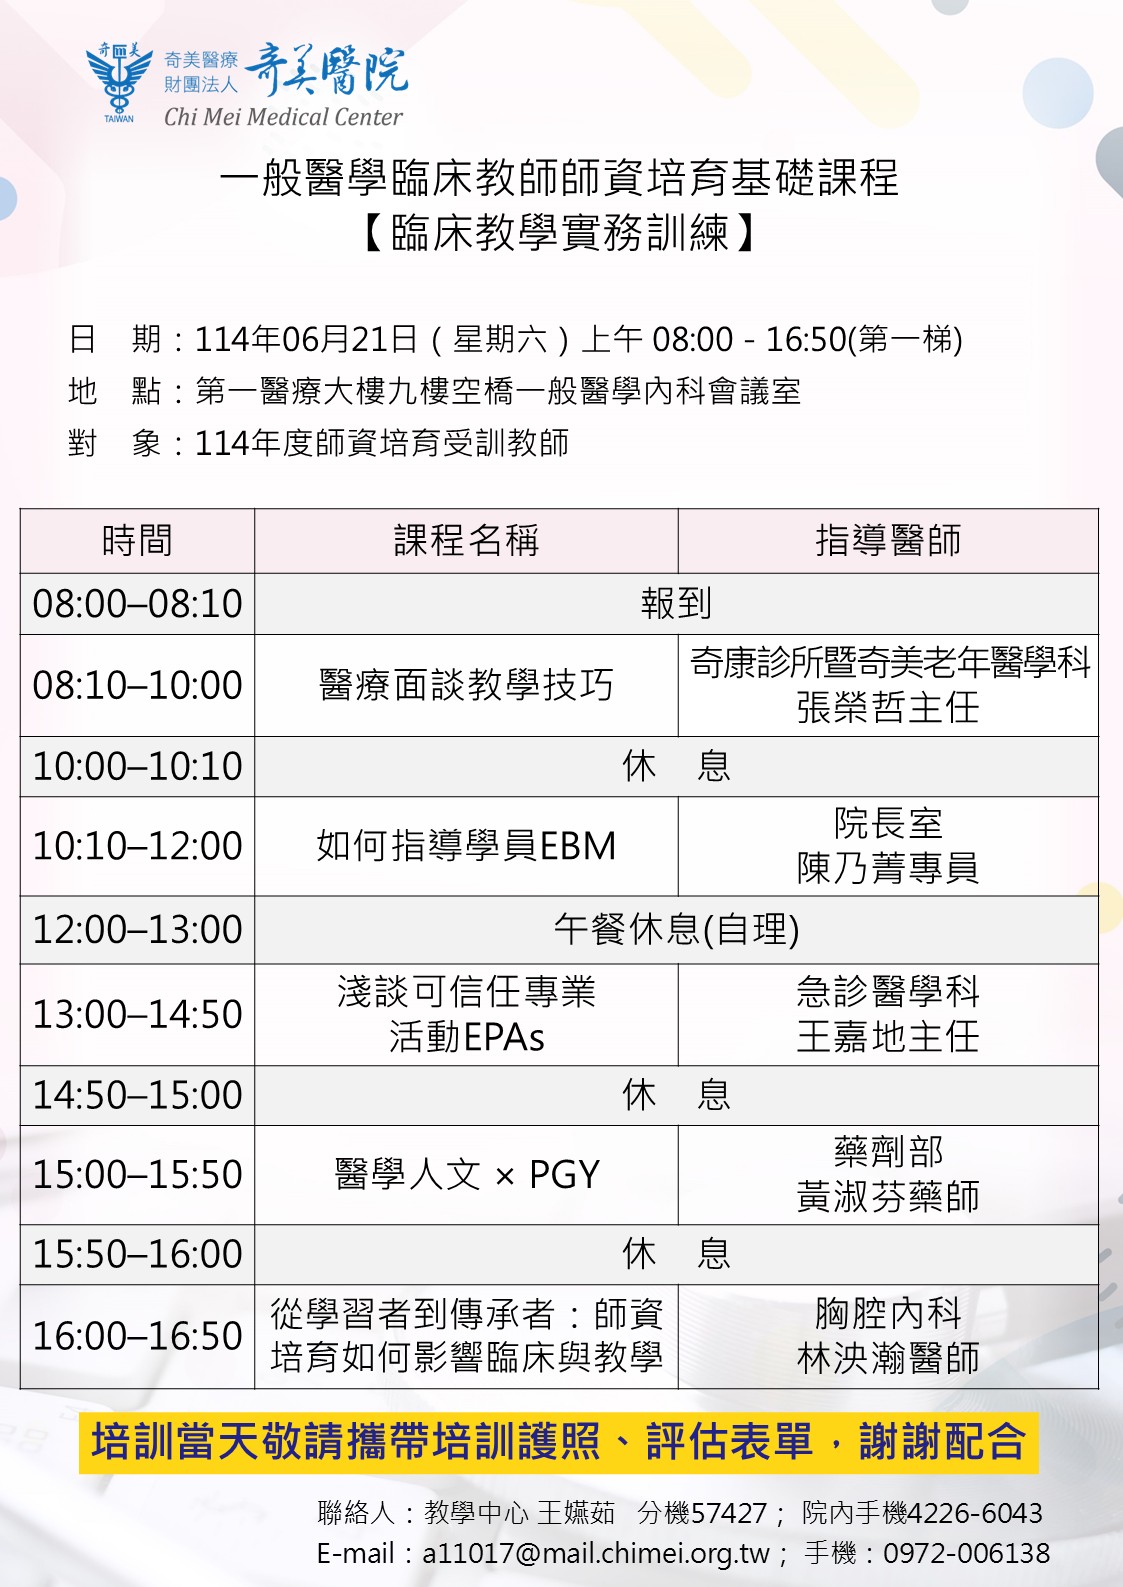 奇匹美
TAIWAN
奇美醫療
財團法人
奇美醫院
Chi Mei Medical Center
一般醫學臨床教師師資培育基礎課程
【臨床教學實務訓練】
日　期：114年06月21日（星期六）上午 08:00 - 16:50(第一梯)
地　點：第一醫療大樓九樓空橋一般醫學內科會議室
對　象：114年度師資培育受訓教師
時間 課程名稱 指導醫師
08:00–08:10 報到
08:10–10:00 醫療面談教學技巧 奇康診所暨奇美老年醫學科
張榮哲主任
10:00–10:10 休　息
10:10–12:00 如何指導學員EBM 院長室
陳乃菁專員
12:00–13:00 午餐休息(自理)
13:00–14:50 淺談可信任專業
活動EPAs
急診醫學科
王嘉地主任
14:50–15:00 休　息
15:00–15:50 醫學人文 × PGY 藥劑部
黃淑芬藥師
15:50–16:00 休　息
16:00–16:50 從學習者到傳承者：師資
培育如何影響臨床與教學
胸腔內科
林泱瀚醫師
培訓當天敬請攜帶培訓護照、評估表單，謝謝配合
聯絡人：教學中心 王嬿茹 分機57427； 院內手機4226-6043
E-mail：a11017@mail.chimei.org.tw； 手機：0972-006138